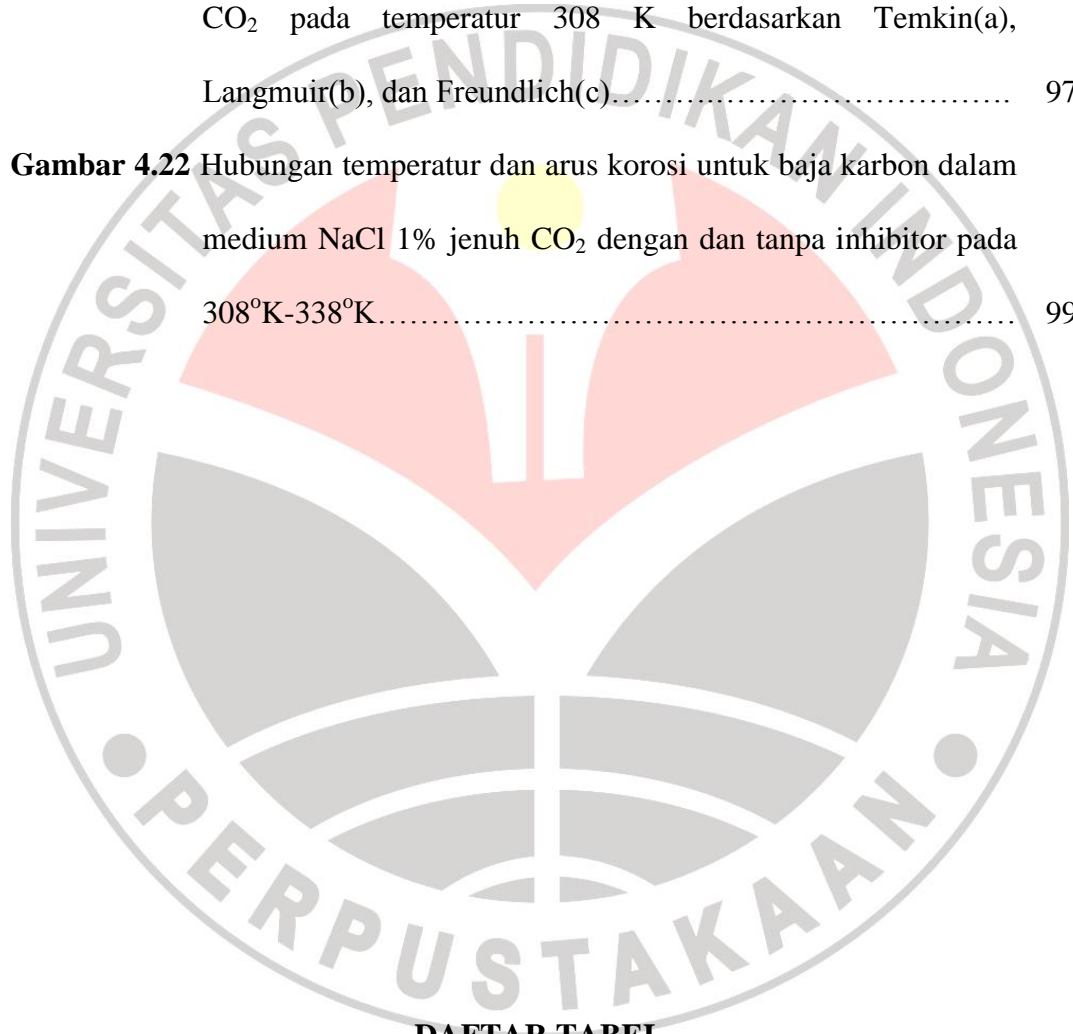 CO₂ pada temperatur 308 K berdasarkan Temkin(a),
Langmuir(b), dan Freundlich(c)…………………………………. 97
Gambar 4.22 Hubungan temperatur dan arus korosi untuk baja karbon dalam
medium NaCl 1% jenuh CO₂ dengan dan tanpa inhibitor pada
308°K-338°K………………………………………………………… 99
UNIVERSITAS PENDIDIKAN INDONESIA
• PERPUSTAKAAN •
DAFTAR TABEL